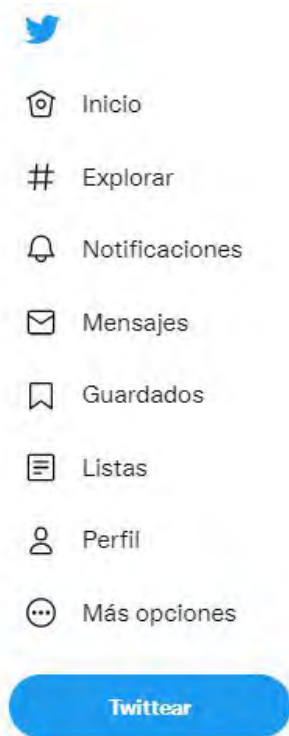 Inicio
Explorar
Notificaciones
Mensajes
Guardados
Listas
Perfil
Más opciones
Twittear